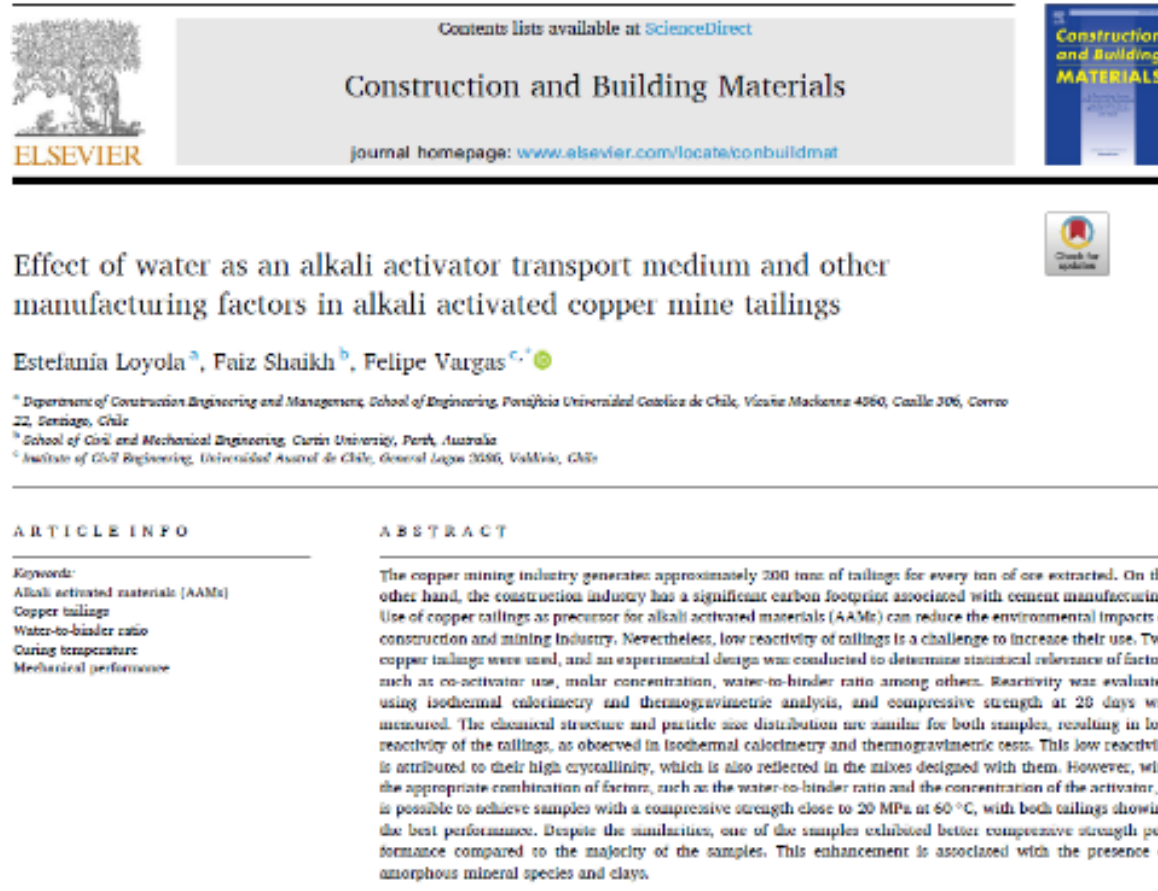 Contents lists available at ScienceDirect
Construction and Building Materials
journal homepage: www.elsevier.com/locate/conbuildmat
ELSEVIER
Construction
and Building
MATERIALS
Check for
updates
Effect of water as an alkali activator transport medium and other
manufacturing factors in alkali activated copper mine tailings
Estefanía Loyola a, Faiz Shaikh b, Felipe Vargas c,*
a Department of Construction Engineering and Management, School of Engineering, Pontificia Universidad Catolica de Chile, Vicuña Mackenna 4860, Casilla 306, Correo
22, Santiago, Chile
b School of Civil and Mechanical Engineering, Curtin University, Perth, Australia
c Institute of Civil Engineering, Universidad Austral de Chile, General Lagos 2086, Valdivia, Chile
ARTICLE INFO
Keywords:
Alkali activated materials (AAMs)
Copper tailings
Water-to-binder ratio
Curing temperature
Mechanical performance
ABSTRACT
The copper mining industry generates approximately 200 tons of tailings for every ton of ore extracted. On th
other hand, the construction industry has a significant carbon footprint associated with cement manufacturin
Use of copper tailings as precursor for alkali activated materials (AAMs) can reduce the environmental impacts
construction and mining industry. Nevertheless, low reactivity of tailings is a challenge to increase their use. Tw
copper tailings were used, and an experimental design was conducted to determine statistical relevance of facto
such as co-activator use, molar concentration, water-to-binder ratio among others. Reactivity was evaluate
using isothermal calorimetry and thermogravimetric analysis, and compressive strength at 28 days w
measured. The chemical structure and particle size distribution are similar for both samples, resulting in lo
reactivity of the tailings, as observed in isothermal calorimetry and thermogravimetric tests. This low reactivi
is attributed to their high crystallinity, which is also reflected in the mixes designed with them. However, wi
the appropriate combination of factors, such as the water-to-binder ratio and the concentration of the activator,
is possible to achieve samples with a compressive strength close to 20 MPa at 60 °C, with both tailings showin
the best performance. Despite the similarities, one of the samples exhibited better compressive strength pe
formance compared to the majority of the samples. This enhancement is associated with the presence
amorphous mineral species and clays.